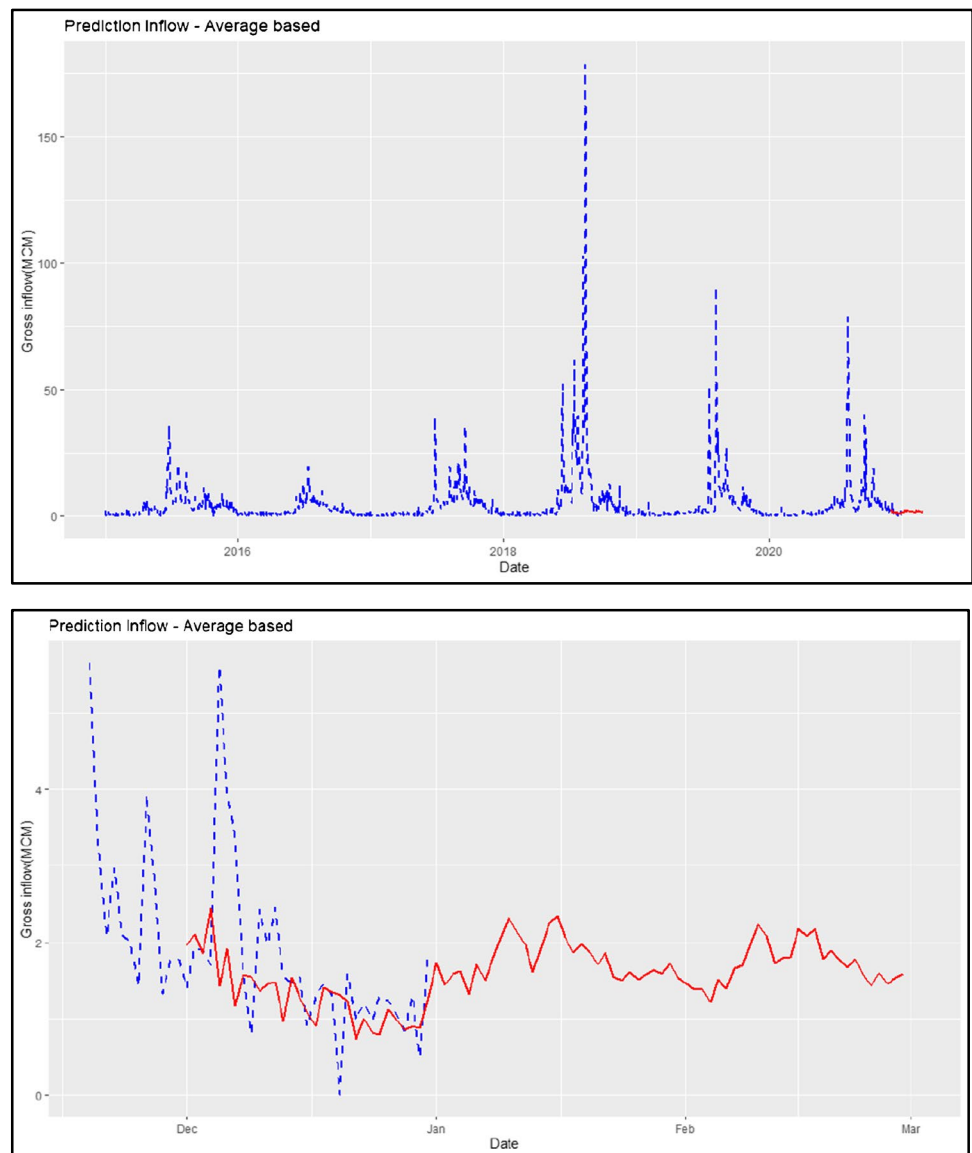 Prediction Inflow - Average based
150
100
50
0
Gross inflow(MCM)
2016
2018
2020
Date
Prediction Inflow - Average based
4
2
0
Gross inflow(MCM)
Dec
Jan
Feb
Mar
Date